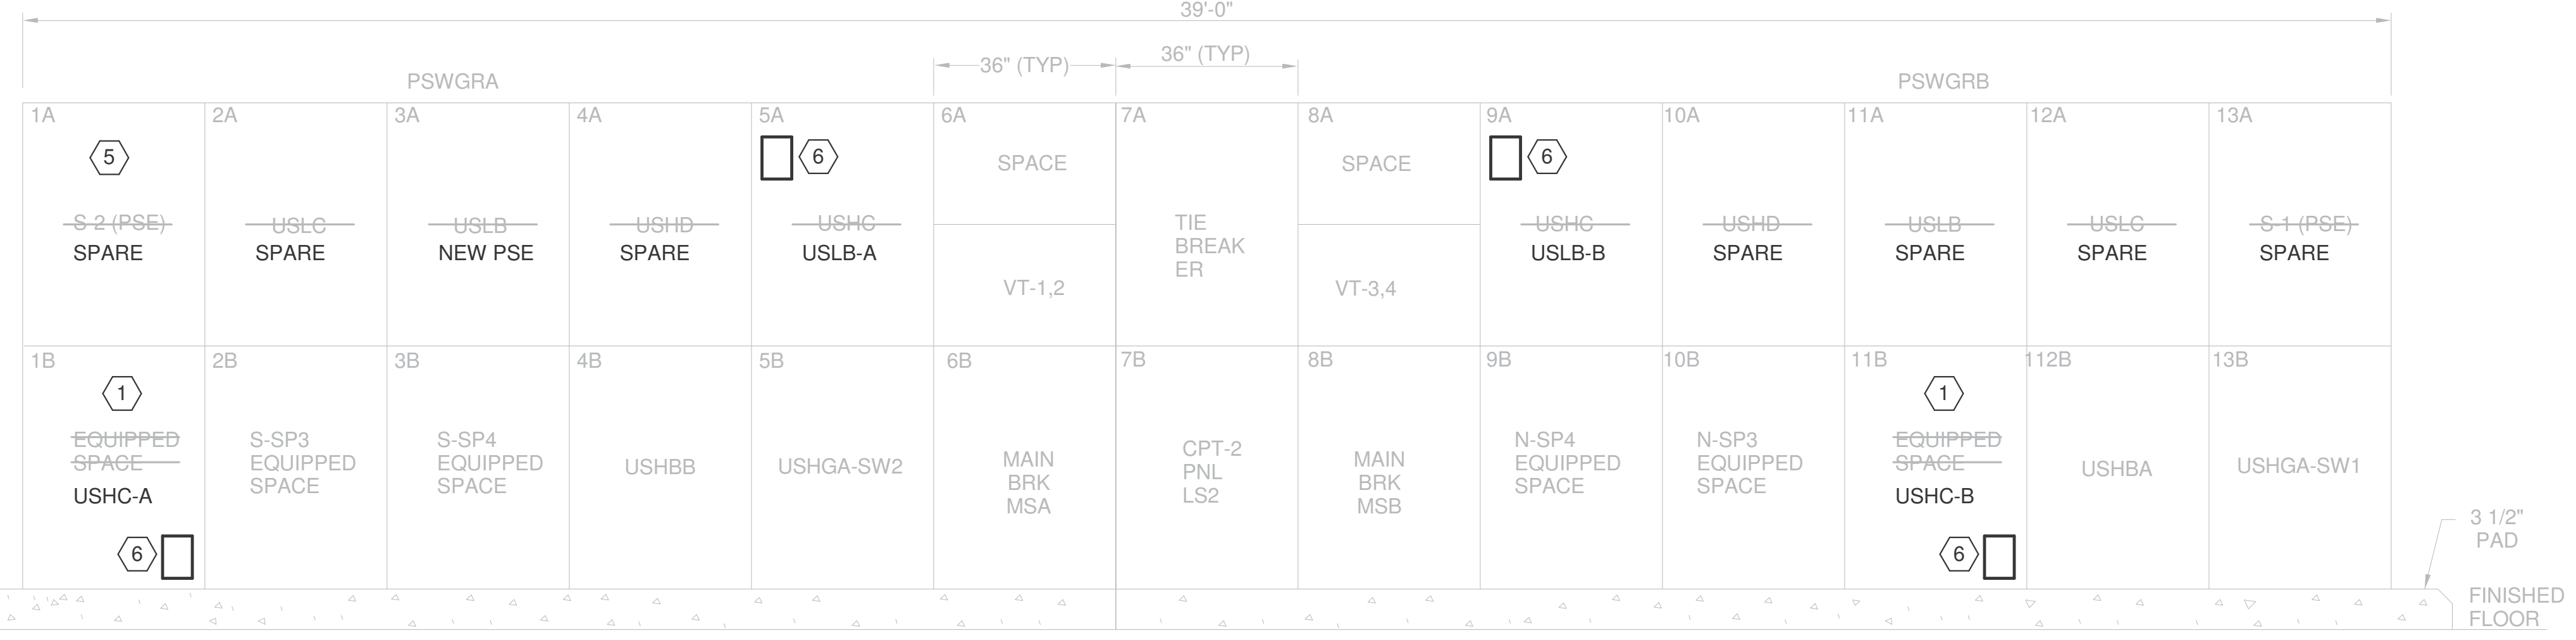 39'-0"
36" (TYP)
36" (TYP)
PSWGRA
PSWGRB
1A
5
S-2 (PSE)
SPARE
2A
USLC
SPARE
3A
USLB
NEW PSE
4A
USHD
SPARE
5A
6
USHC
USLB-A
6A
SPACE
VT-1,2
7A
TIE
BREAK
ER
8A
SPACE
VT-3,4
9A
6
USHC
USLB-B
10A
USHD
SPARE
11A
USLB
SPARE
12A
USLC
SPARE
13A
S-1 (PSE)
SPARE
1B
1
EQUIPPED
SPACE
USHC-A
6
2B
S-SP3
EQUIPPED
SPACE
3B
S-SP4
EQUIPPED
SPACE
4B
USHBB
5B
USHGA-SW2
6B
MAIN
BRK
MSA
7B
CPT-2
PNL
LS2
8B
MAIN
BRK
MSB
9B
N-SP4
EQUIPPED
SPACE
10B
N-SP3
EQUIPPED
SPACE
11B
1
EQUIPPED
SPACE
USHC-B
6
112B
USHBA
13B
USHGA-SW1
3 1/2"
PAD
FINISHED
FLOOR